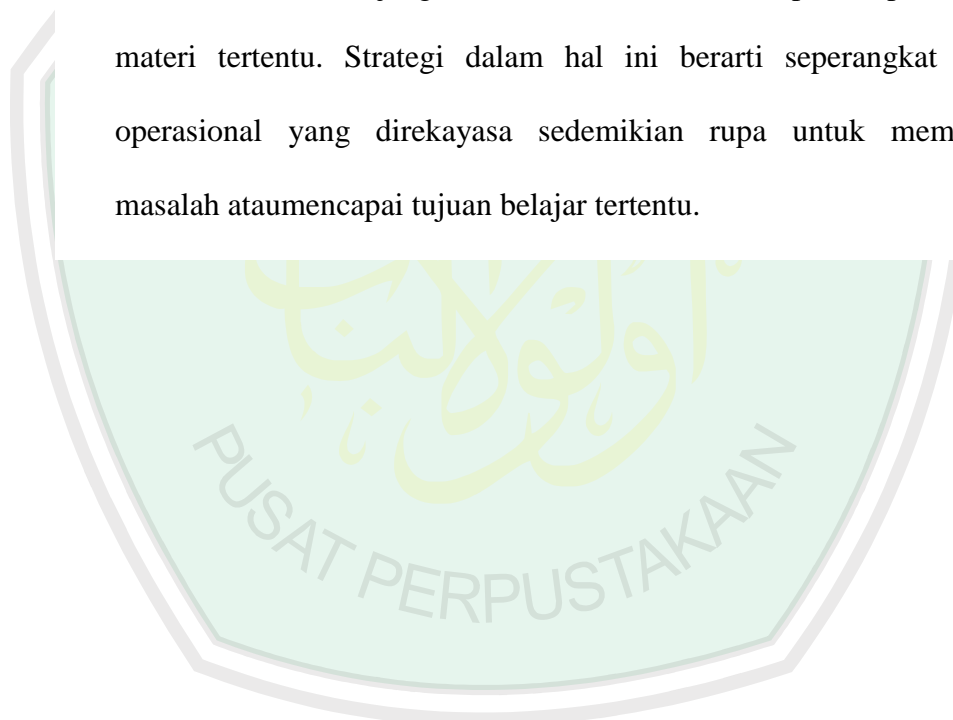 materi tertentu. Strategi dalam hal ini berarti seperangkat
operasional yang direkayasa sedemikian rupa untuk mem
masalah ataumencapai tujuan belajar tertentu.
PUSAT PERPUSTAKAAN